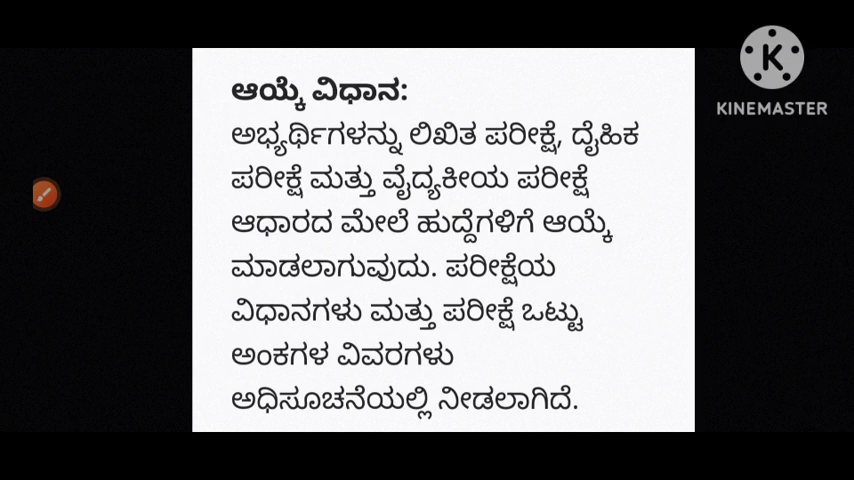 ಆಯ್ಕೆ ವಿಧಾನ:
ಅಭ್ಯರ್ಥಿಗಳನ್ನು ಲಿಖಿತ ಪರೀಕ್ಷೆ, ದೈಹಿಕ
ಪರೀಕ್ಷೆ ಮತ್ತು ವೈದ್ಯಕೀಯ ಪರೀಕ್ಷೆ
ಆಧಾರದ ಮೇಲೆ ಹುದ್ದೆಗಳಿಗೆ ಆಯ್ಕೆ
ಮಾಡಲಾಗುವುದು. ಪರೀಕ್ಷೆಯ
ವಿಧಾನಗಳು ಮತ್ತು ಪರೀಕ್ಷೆ ಒಟ್ಟು
ಅಂಕಗಳ ವಿವರಗಳು
ಅಧಿಸೂಚನೆಯಲ್ಲಿ ನೀಡಲಾಗಿದೆ.
K
KINEMASTER